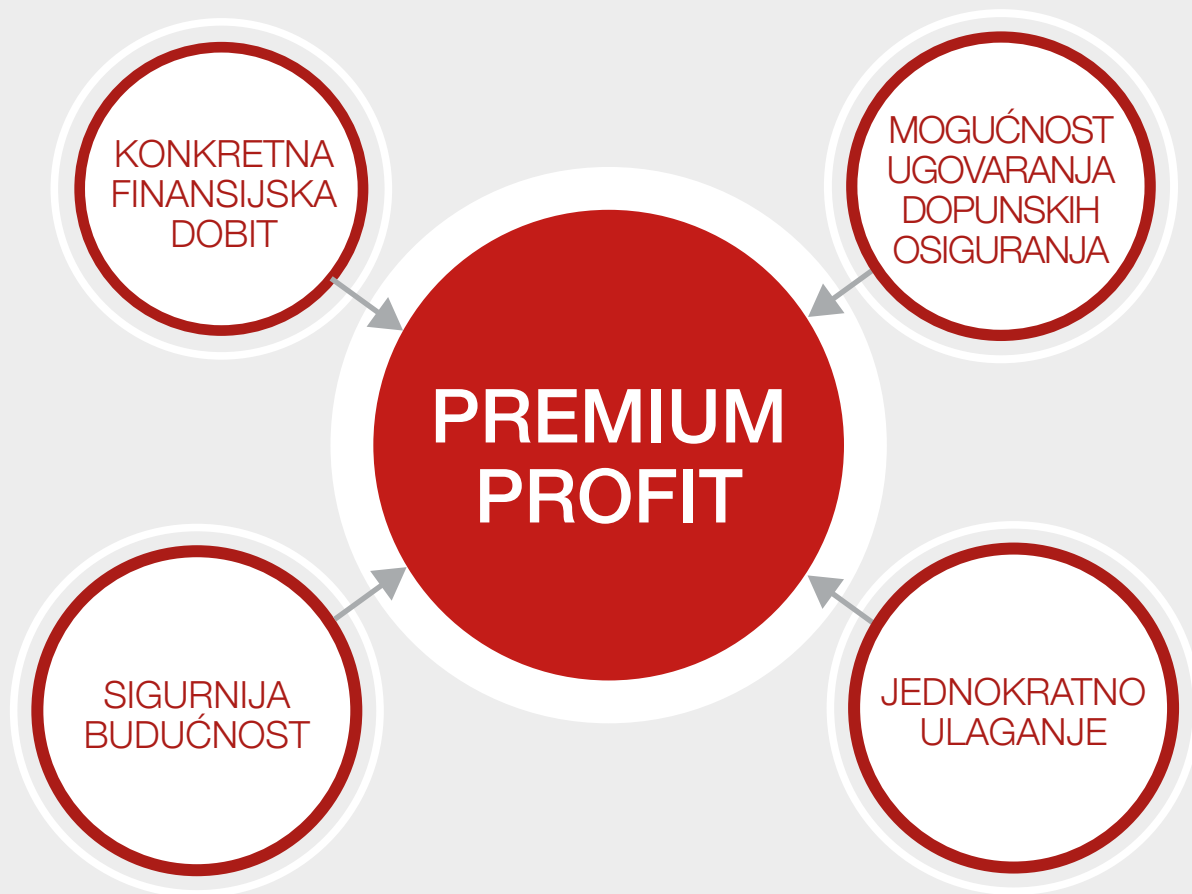 KONKRETNA
FINANSIJSKA
DOBIT
MOGUĆNOST
UGOVARANJA
DOPUNSKIH
OSIGURANJA
PREMIUM
PROFIT
SIGURNIJA
BUDUĆNOST
JEDNOKRATNO
ULAGANJE